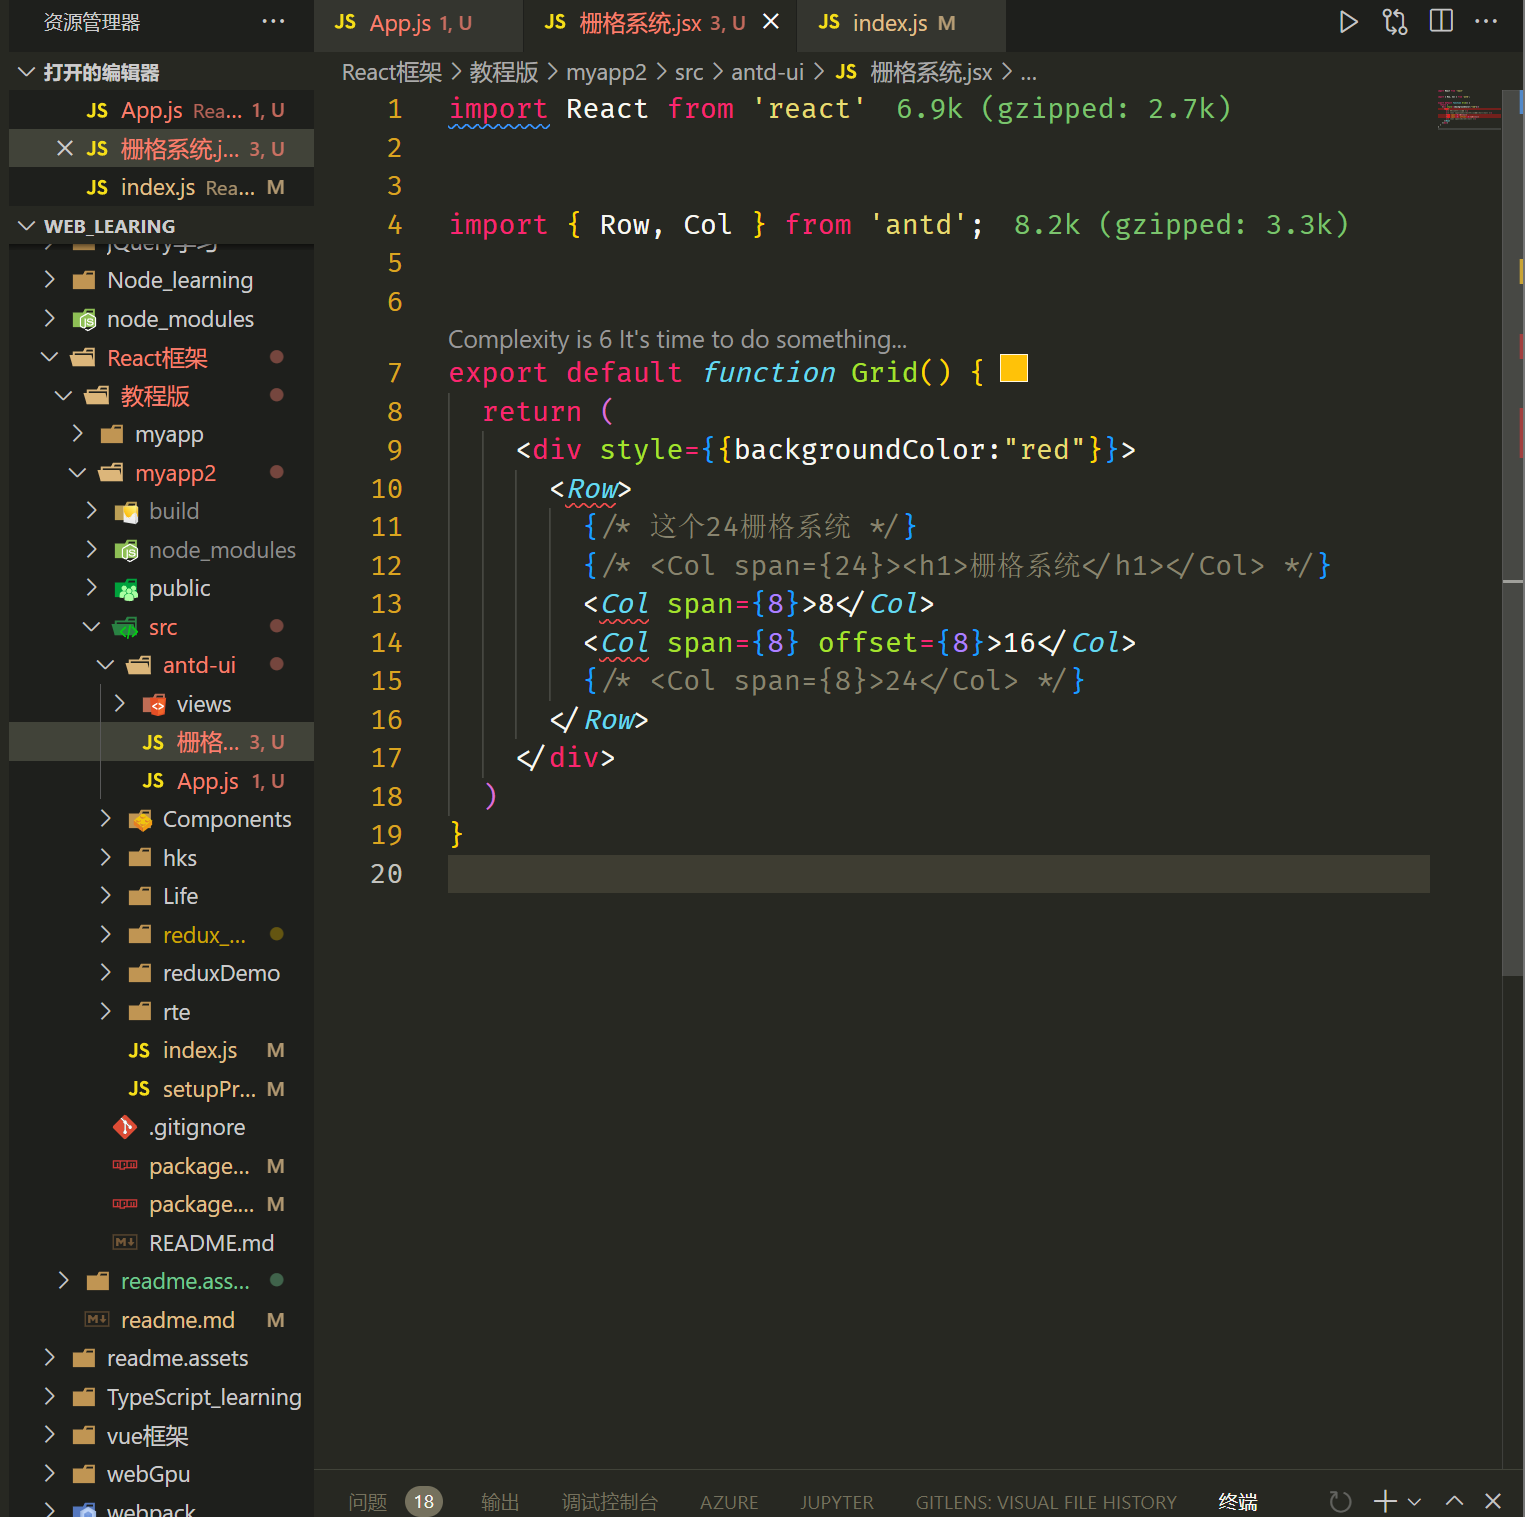 资源管理器 ···
JS App.js 1, U
JS 栅格系统.jsx 3, U
JS index.js M
打开的编辑器
JS App.js Rea... 1, U
JS 栅格系统.j... 3, U
JS index.js Rea... M
WEB_LEARING
jQuery学习
Node_learning
node_modules
React框架
教程版
myapp
myapp2
build
node_modules
public
src
antd-ui
views
JS 栅格... 3, U
JS App.js 1, U
Components
hks
Life
redux_...
reduxDemo
rte
JS index.js M
JS setupPr... M
.gitignore
package... M
package.... M
README.md
readme.ass...
readme.md M
readme.assets
TypeScript_learning
vue框架
webGpu
webpack
React框架 > 教程版 > myapp2 > src > antd-ui > JS 栅格系统.jsx > ...
1 import React from 'react' 6.9k (gzipped: 2.7k)
2
3
4 import { Row, Col } from 'antd'; 8.2k (gzipped: 3.3k)
5
6
Complexity is 6 It's time to do something...
7 export default function Grid() {
8 return (
9 <div style={{backgroundColor:"red"}}>
10 <Row>
11 {/* 这个24栅格系统 */}
12 {/* <Col span={24}><h1>栅格系统</h1></Col> */}
13 <Col span={8}>8</Col>
14 <Col span={8} offset={8}>16</Col>
15 {/* <Col span={8}>24</Col> */}
16 </Row>
17 </div>
18 )
19 }
20
问题 18 输出 调试控制台 AZURE JUPYTER GITLENS: VISUAL FILE HISTORY 终端